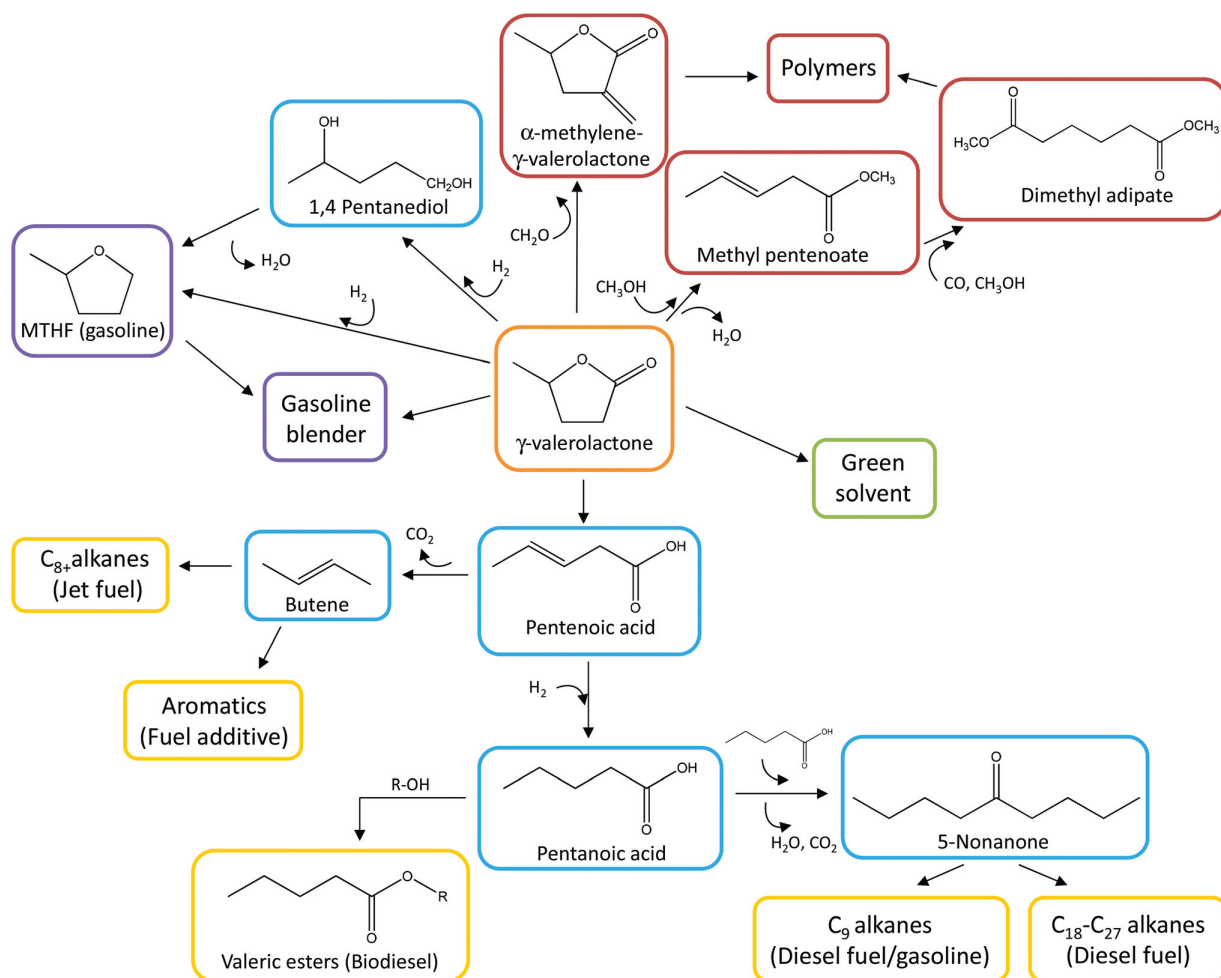 O
O
α-methylene-
γ-valerolactone
Polymers
O
H₃CO
OCH₃
O
Dimethyl adipate
OH
CH₂OH
1,4 Pentanediol
OCH₃
O
Methyl pentenoate
CH₂O
H₂O
H₂
CO, CH₃OH
O
MTHF (gasoline)
H₂
CH₃OH
H₂O
O
O
γ-valerolactone
Gasoline
blender
Green
solvent
C₈₊alkanes
(Jet fuel)
Butene
CO₂
OH
O
Pentenoic acid
Aromatics
(Fuel additive)
H₂
R-OH
OH
O
Pentanoic acid
OH
O
H₂O, CO₂
O
5-Nonanone
O
R
O
Valeric esters (Biodiesel)
C₉ alkanes
(Diesel fuel/gasoline)
C₁₈-C₂₇ alkanes
(Diesel fuel)